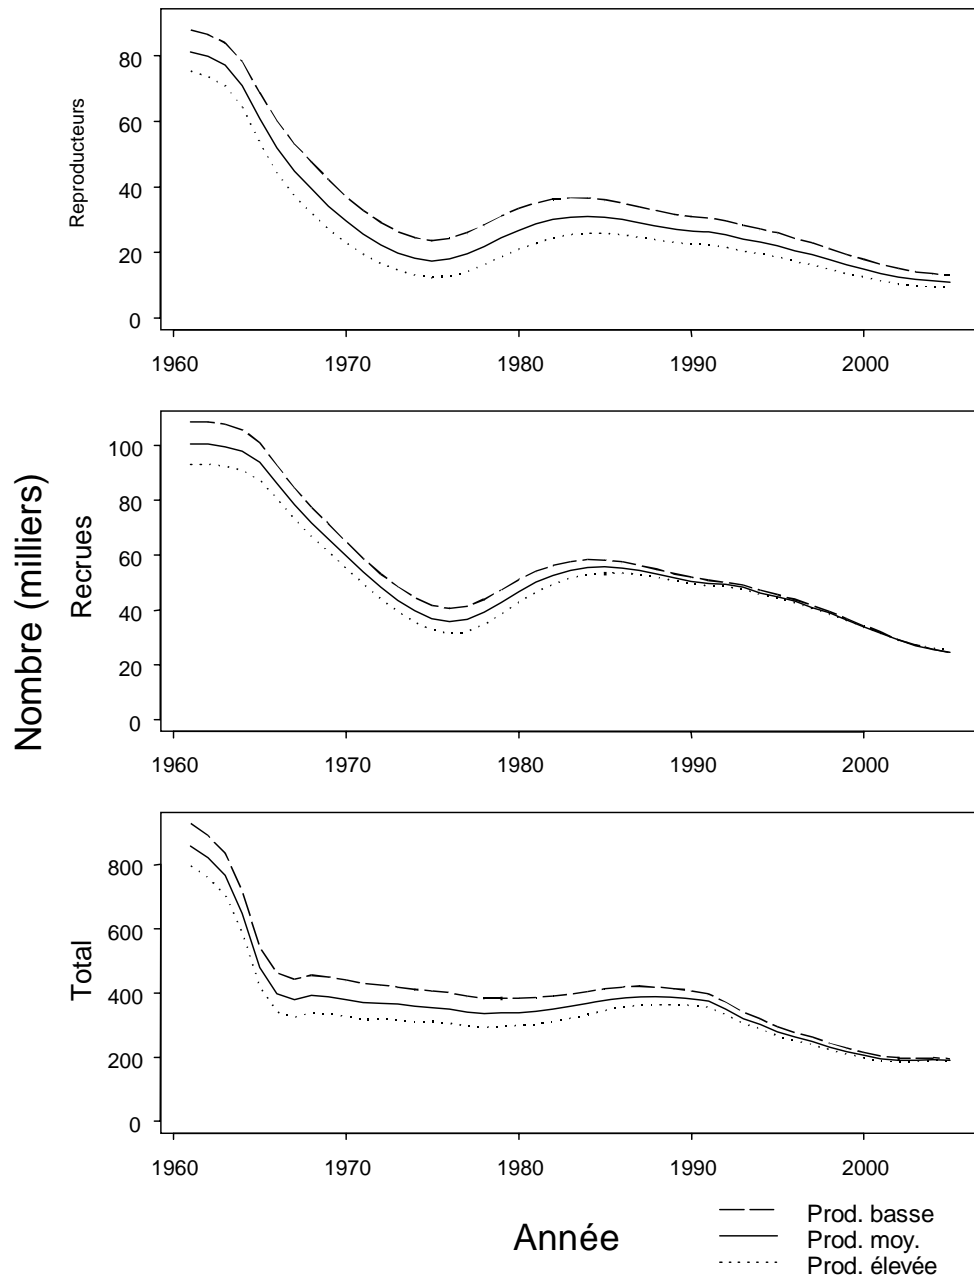 Nombre (milliers)
Reproducteurs
80
60
40
20
0
1960 1970 1980 1990 2000
Recrues
100
80
60
40
20
0
1960 1970 1980 1990 2000
Total
800
600
400
200
0
1960 1970 1980 1990 2000
Année
Prod. basse
Prod. moy.
Prod. élevée